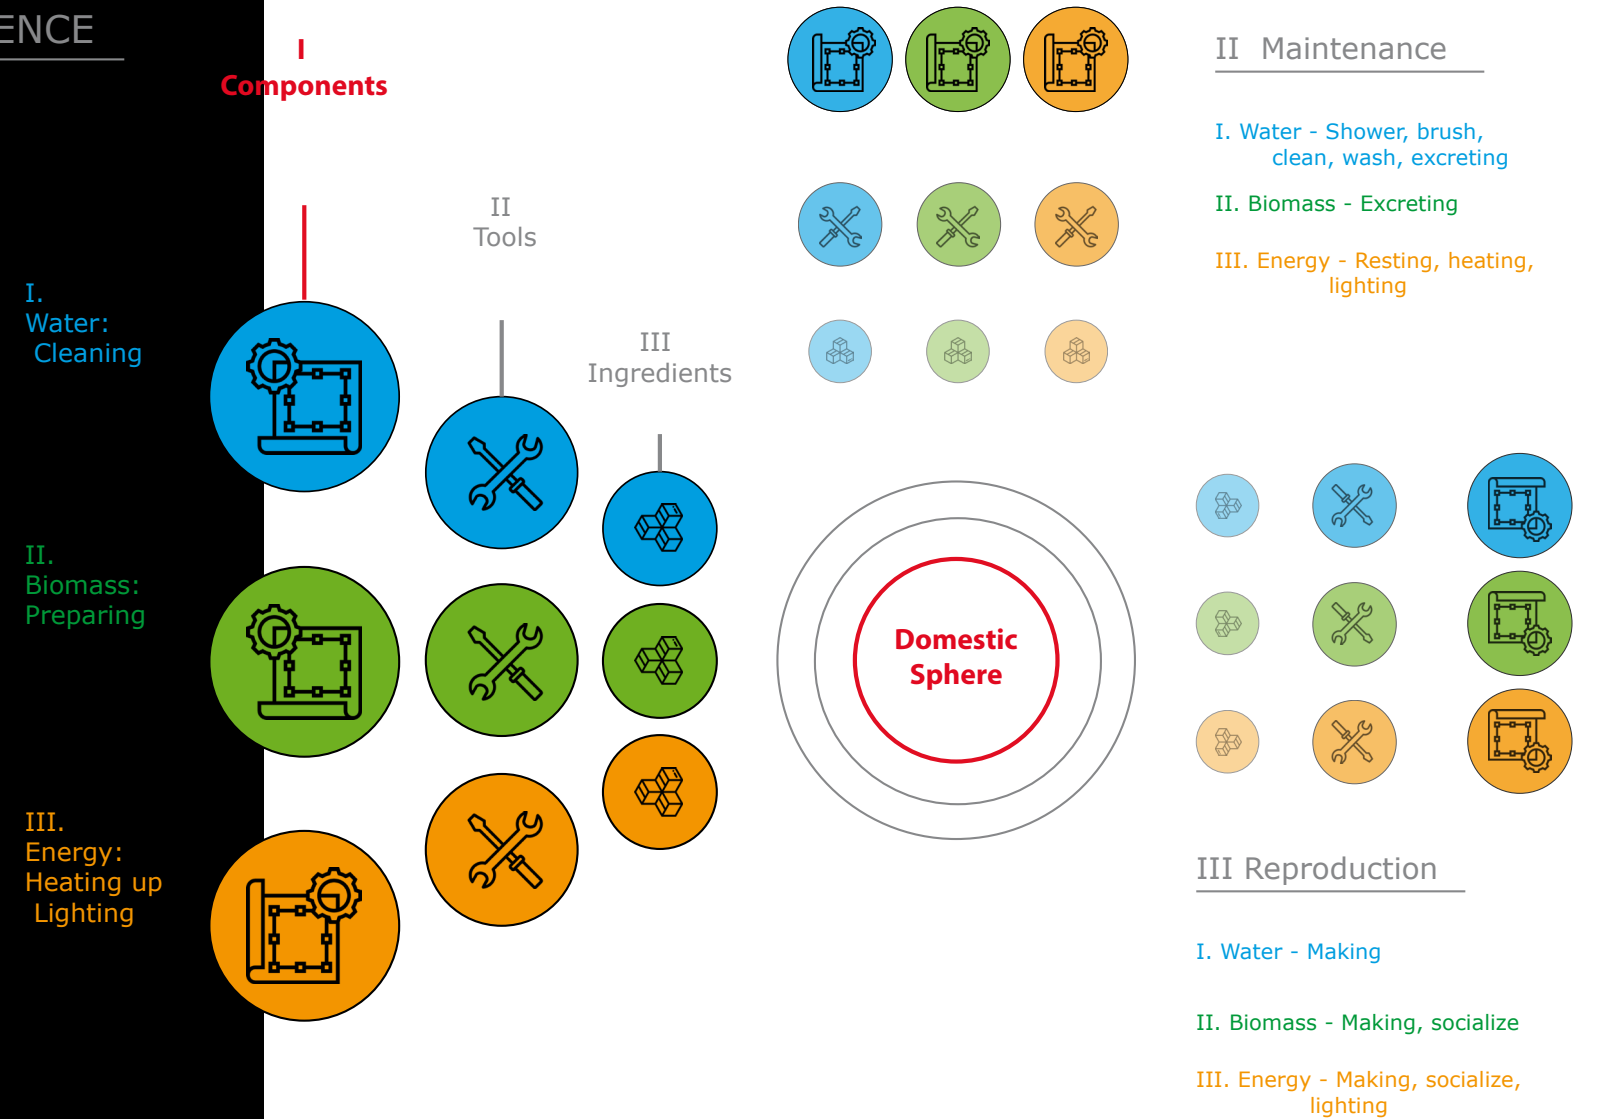 ENCE
I
Components
II
Tools
III
Ingredients
I.
Water:
Cleaning
II.
Biomass:
Preparing
III.
Energy:
Heating up
Lighting
Domestic
Sphere
II Maintenance
I. Water - Shower, brush,
clean, wash, excreting
II. Biomass - Excreting
III. Energy - Resting, heating,
lighting
III Reproduction
I. Water - Making
II. Biomass - Making, socialize
III. Energy - Making, socialize,
lighting